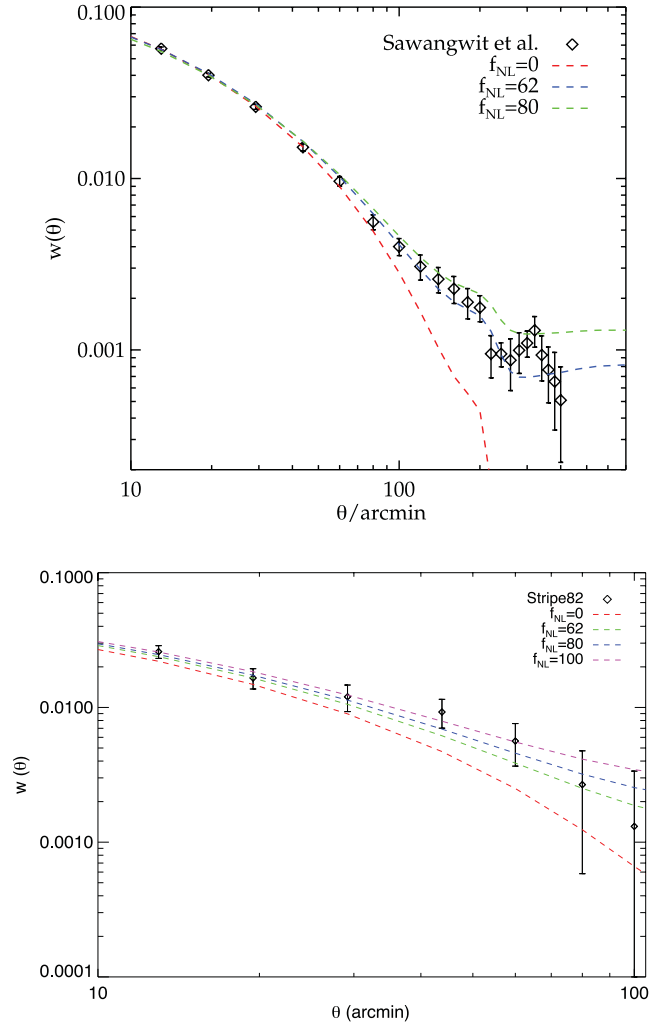 0.100
0.010
0.001
w(θ)
Sawangwit et al.
f_NL=0
f_NL=62
f_NL=80
10
100
θ/arcmin
0.1000
0.0100
0.0010
0.0001
w (θ)
Stripe82
f_NL=0
f_NL=62
f_NL=80
f_NL=100
10
100
θ (arcmin)